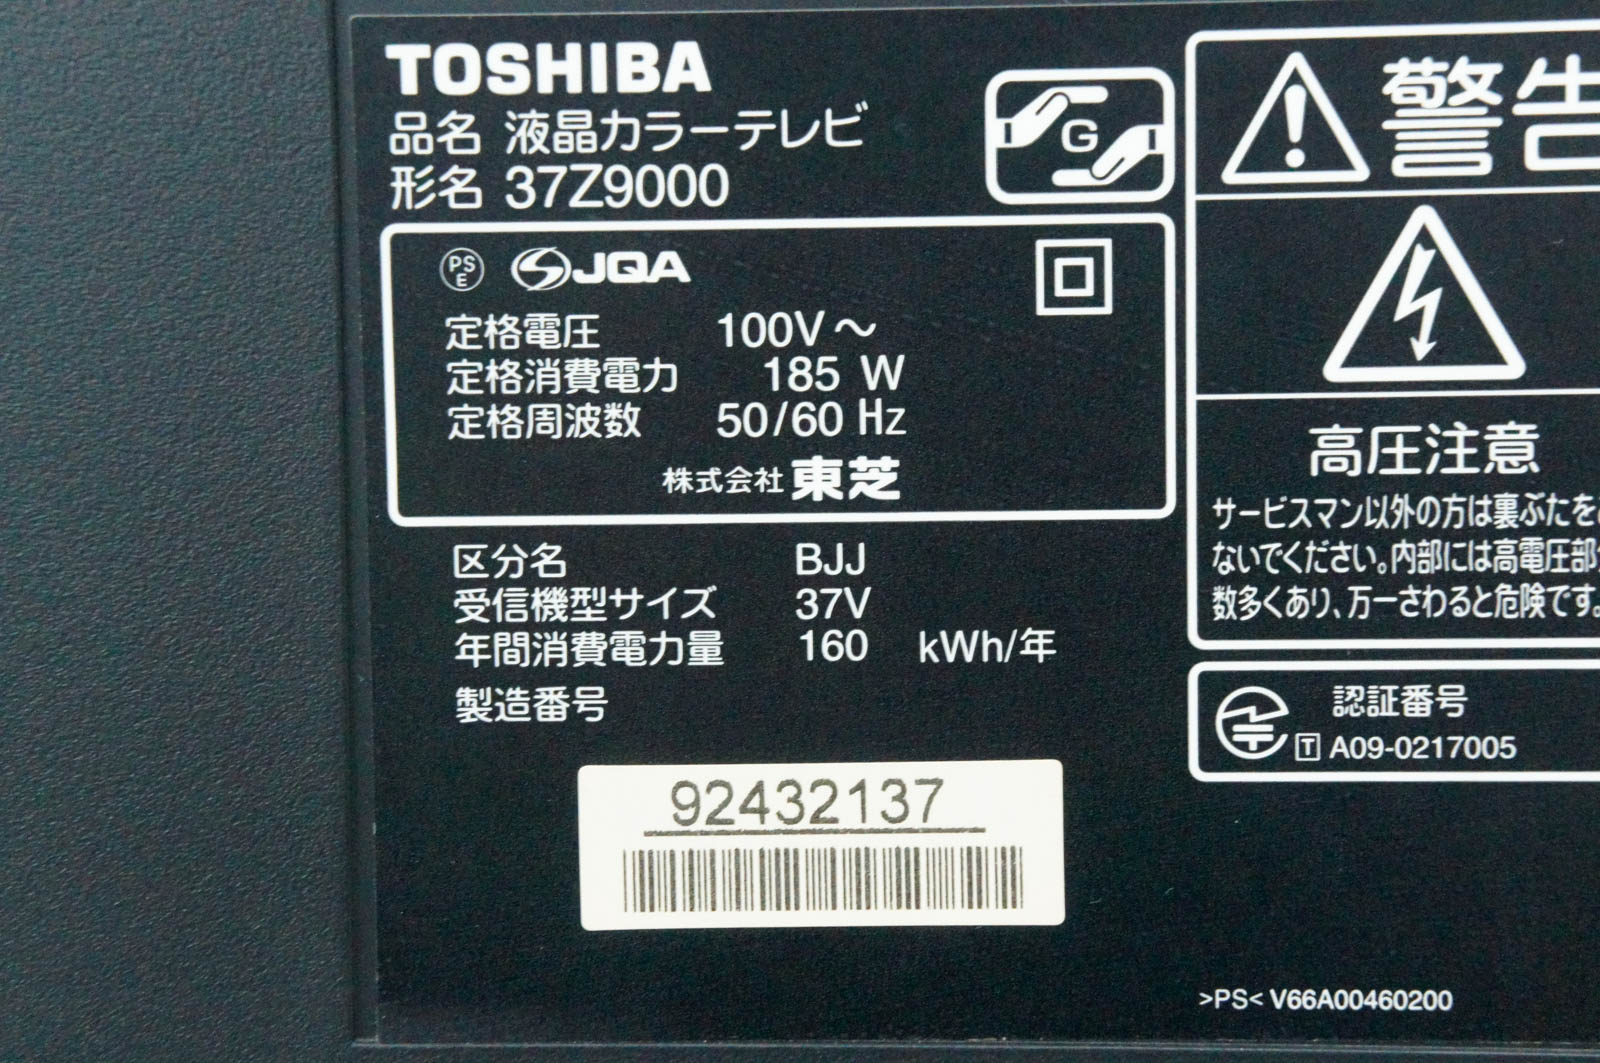 TOSHIBA
品名 液晶カラーテレビ
形名 37Z9000
G
PS
E
JQA
定格電圧 100V～
定格消費電力 185 W
定格周波数 50/60 Hz
株式会社 東芝
区分名 BJJ
受信機型サイズ 37V
年間消費電力量 160 kWh/年
製造番号
92432137
警告
高圧注意
サービスマン以外の方は裏ぶたを
ないでください。内部には高電圧部
数多くあり、万一さわると危険です。
認証番号
T A09-0217005
>PS< V66A00460200